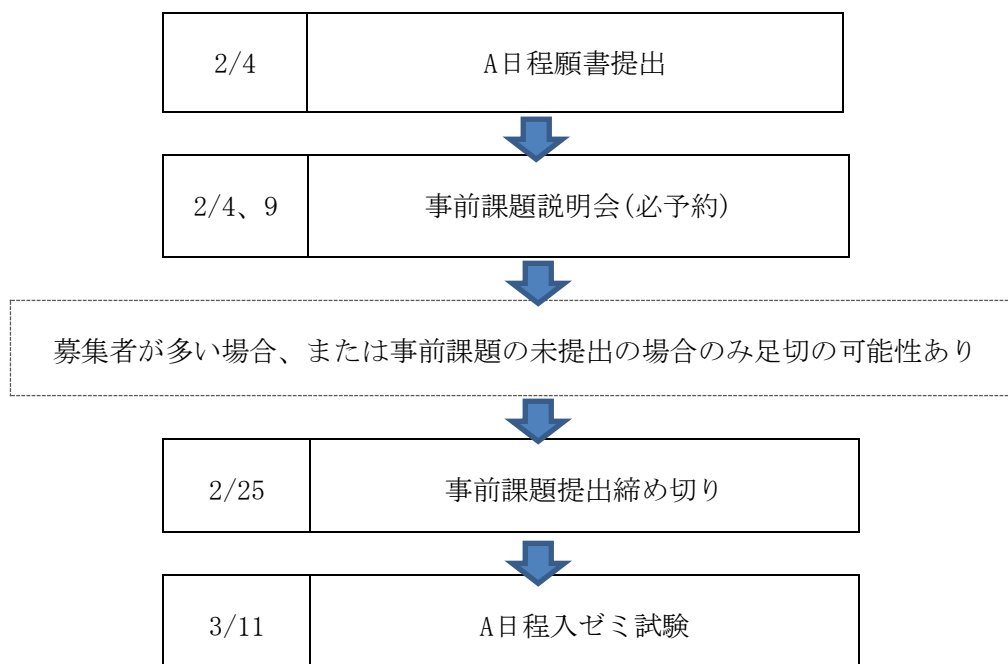 2/4 A日程願書提出
2/4、9 事前課題説明会(必予約)
募集者が多い場合、または事前課題の未提出の場合のみ足切の可能性あり
2/25 事前課題提出締め切り
3/11 A日程入ゼミ試験